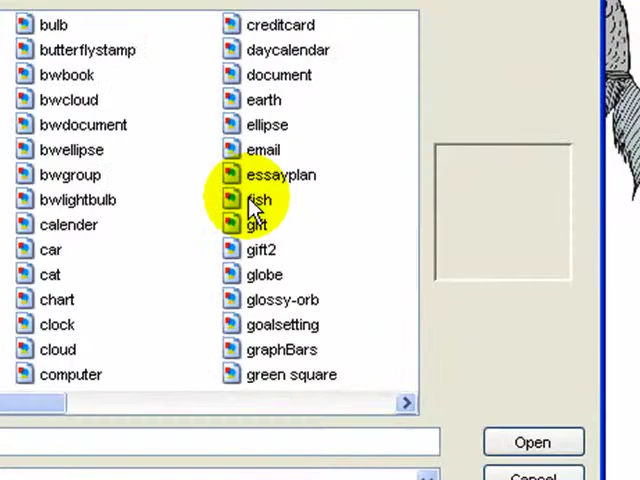 bulb
butterflystamp
bwbook
bwcloud
bwdocument
bwellipse
bwgroup
bwlightbulb
calender
car
cat
chart
clock
cloud
computer
creditcard
daycalendar
document
earth
ellipse
email
essayplan
fish
gift
gift2
globe
glossy-orb
goalsetting
graphBars
green square
Open
Cancel